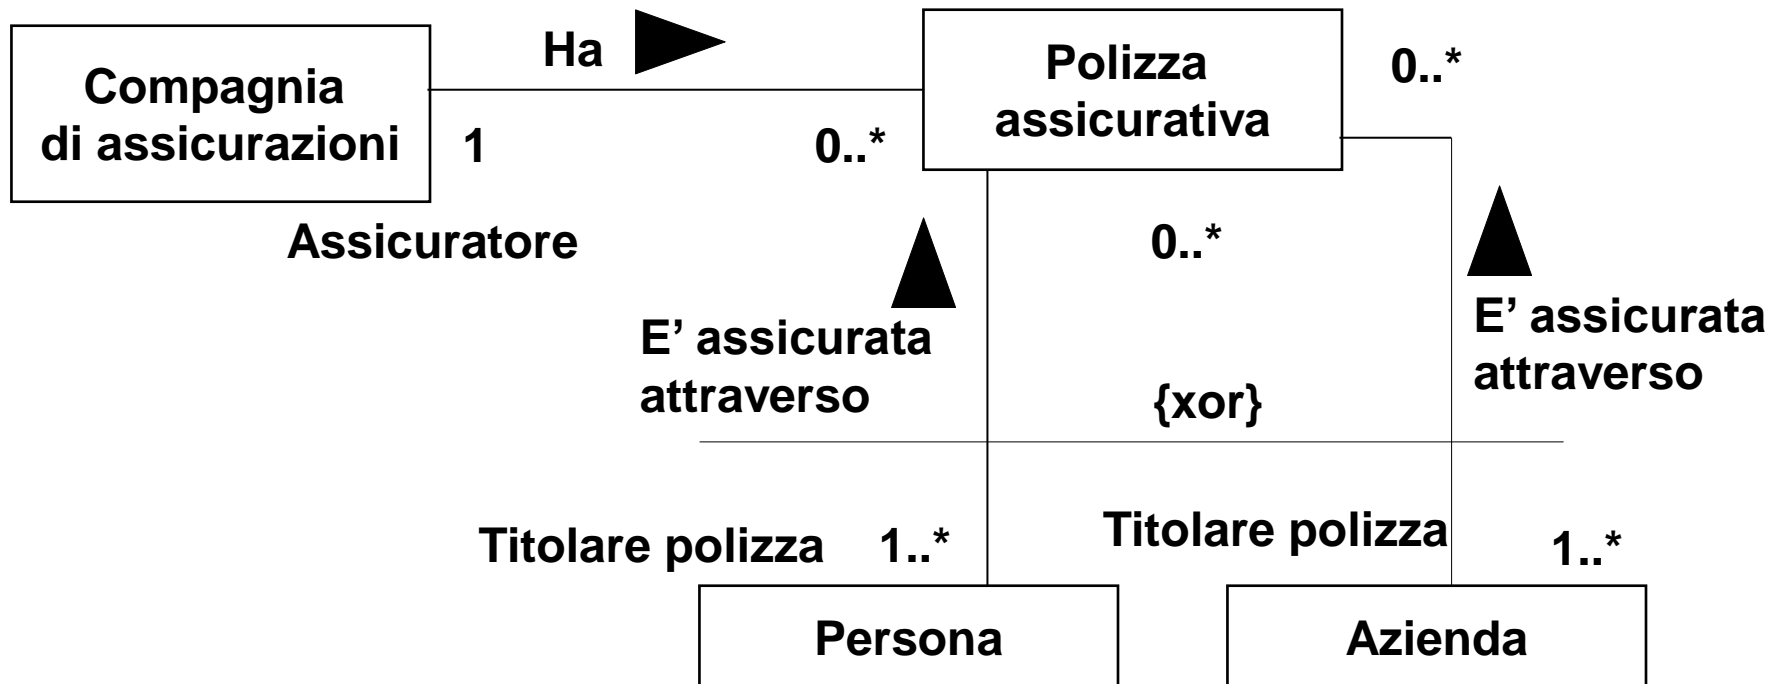 Compagnia
di assicurazioni
Ha
1
0..*
Assicuratore
Polizza
assicurativa
0..*
0..*
E’ assicurata
attraverso
E’ assicurata
attraverso
{xor}
Titolare polizza
1..*
Titolare polizza
1..*
Persona
Azienda